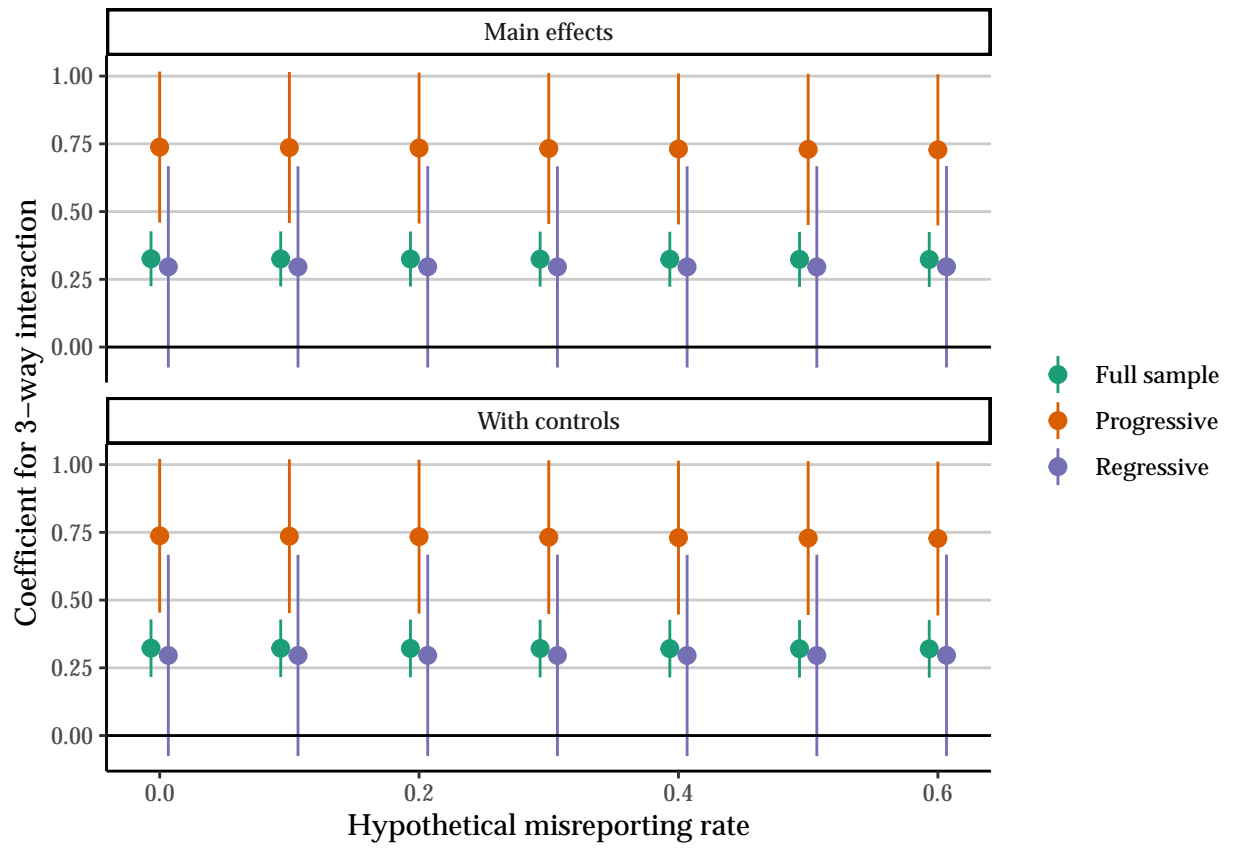 Main effects
1.00
0.75
0.50
0.25
0.00
With controls
1.00
0.75
0.50
0.25
0.00
0.0 0.2 0.4 0.6
Hypothetical misreporting rate
Coefficient for 3−way interaction
Full sample
Progressive
Regressive